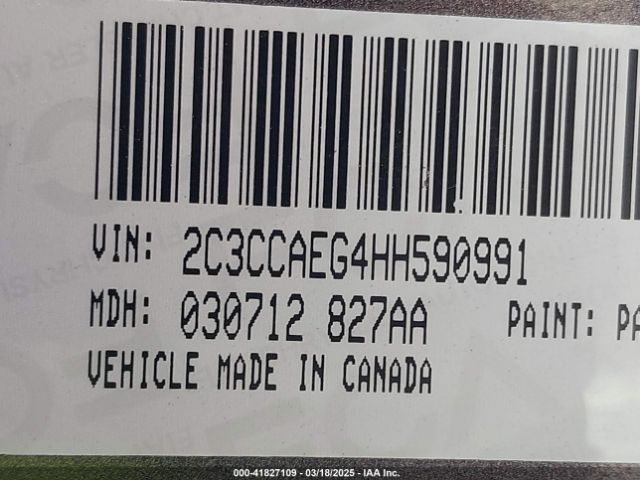 VIN: 2C3CCAEG4HH590991
MDH: 030712 827AA PAINT: PA
VEHICLE MADE IN CANADA
000-41827109 — 03/18/2025 — IAA Inc.